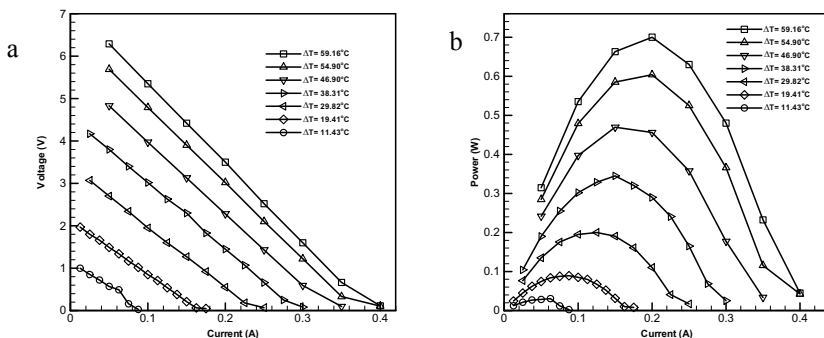 a
Voltage (V)
7
6
5
4
3
2
1
0
0
0.1
0.2
0.3
0.4
Current (A)
ΔT= 59.16°C
ΔT= 54.90°C
ΔT= 46.90°C
ΔT= 38.31°C
ΔT= 29.82°C
ΔT= 19.41°C
ΔT= 11.43°C
b
Power (W)
0.7
0.6
0.5
0.4
0.3
0.2
0.1
0
0
0.1
0.2
0.3
0.4
Current (A)
ΔT= 59.16°C
ΔT= 54.90°C
ΔT= 46.90°C
ΔT= 38.31°C
ΔT= 29.82°C
ΔT= 19.41°C
ΔT= 11.43°C